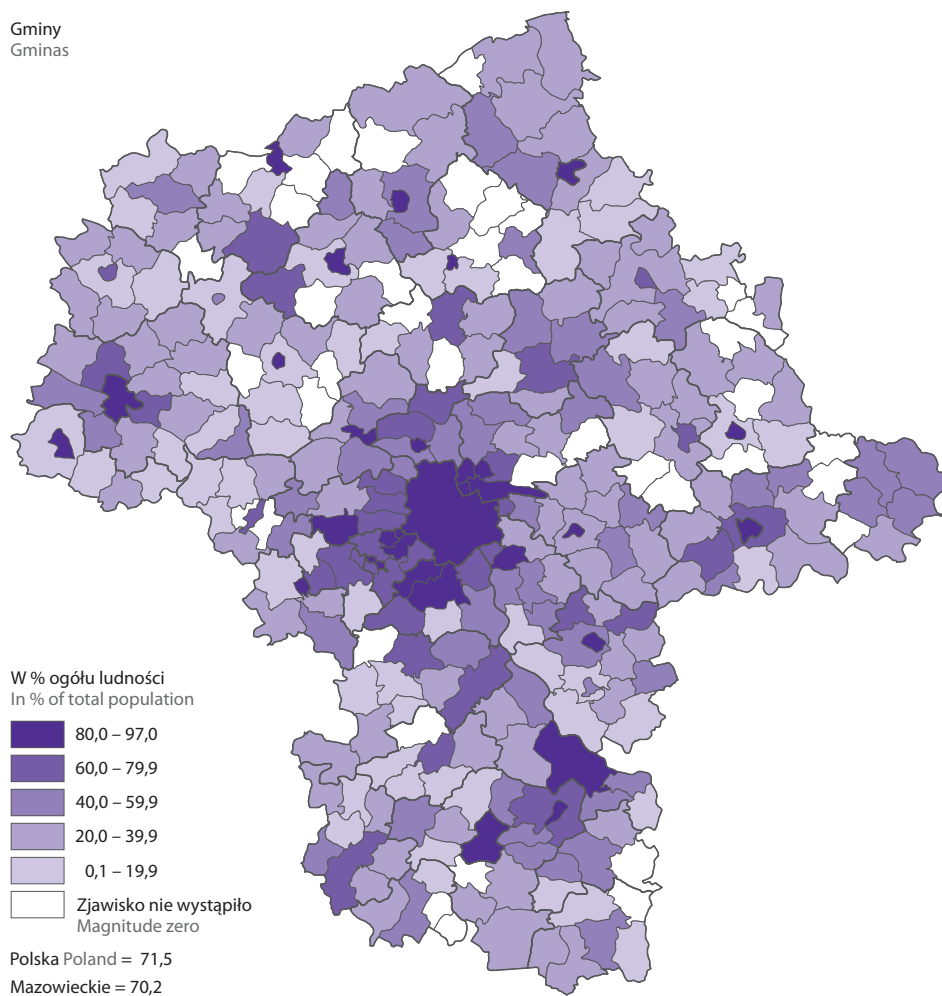 Gminy
Gminas
W % ogółu ludności
In % of total population
80,0 – 97,0
60,0 – 79,9
40,0 – 59,9
20,0 – 39,9
0,1 – 19,9
Zjawisko nie wystąpiło
Magnitude zero
Polska Poland = 71,5
Mazowieckie = 70,2